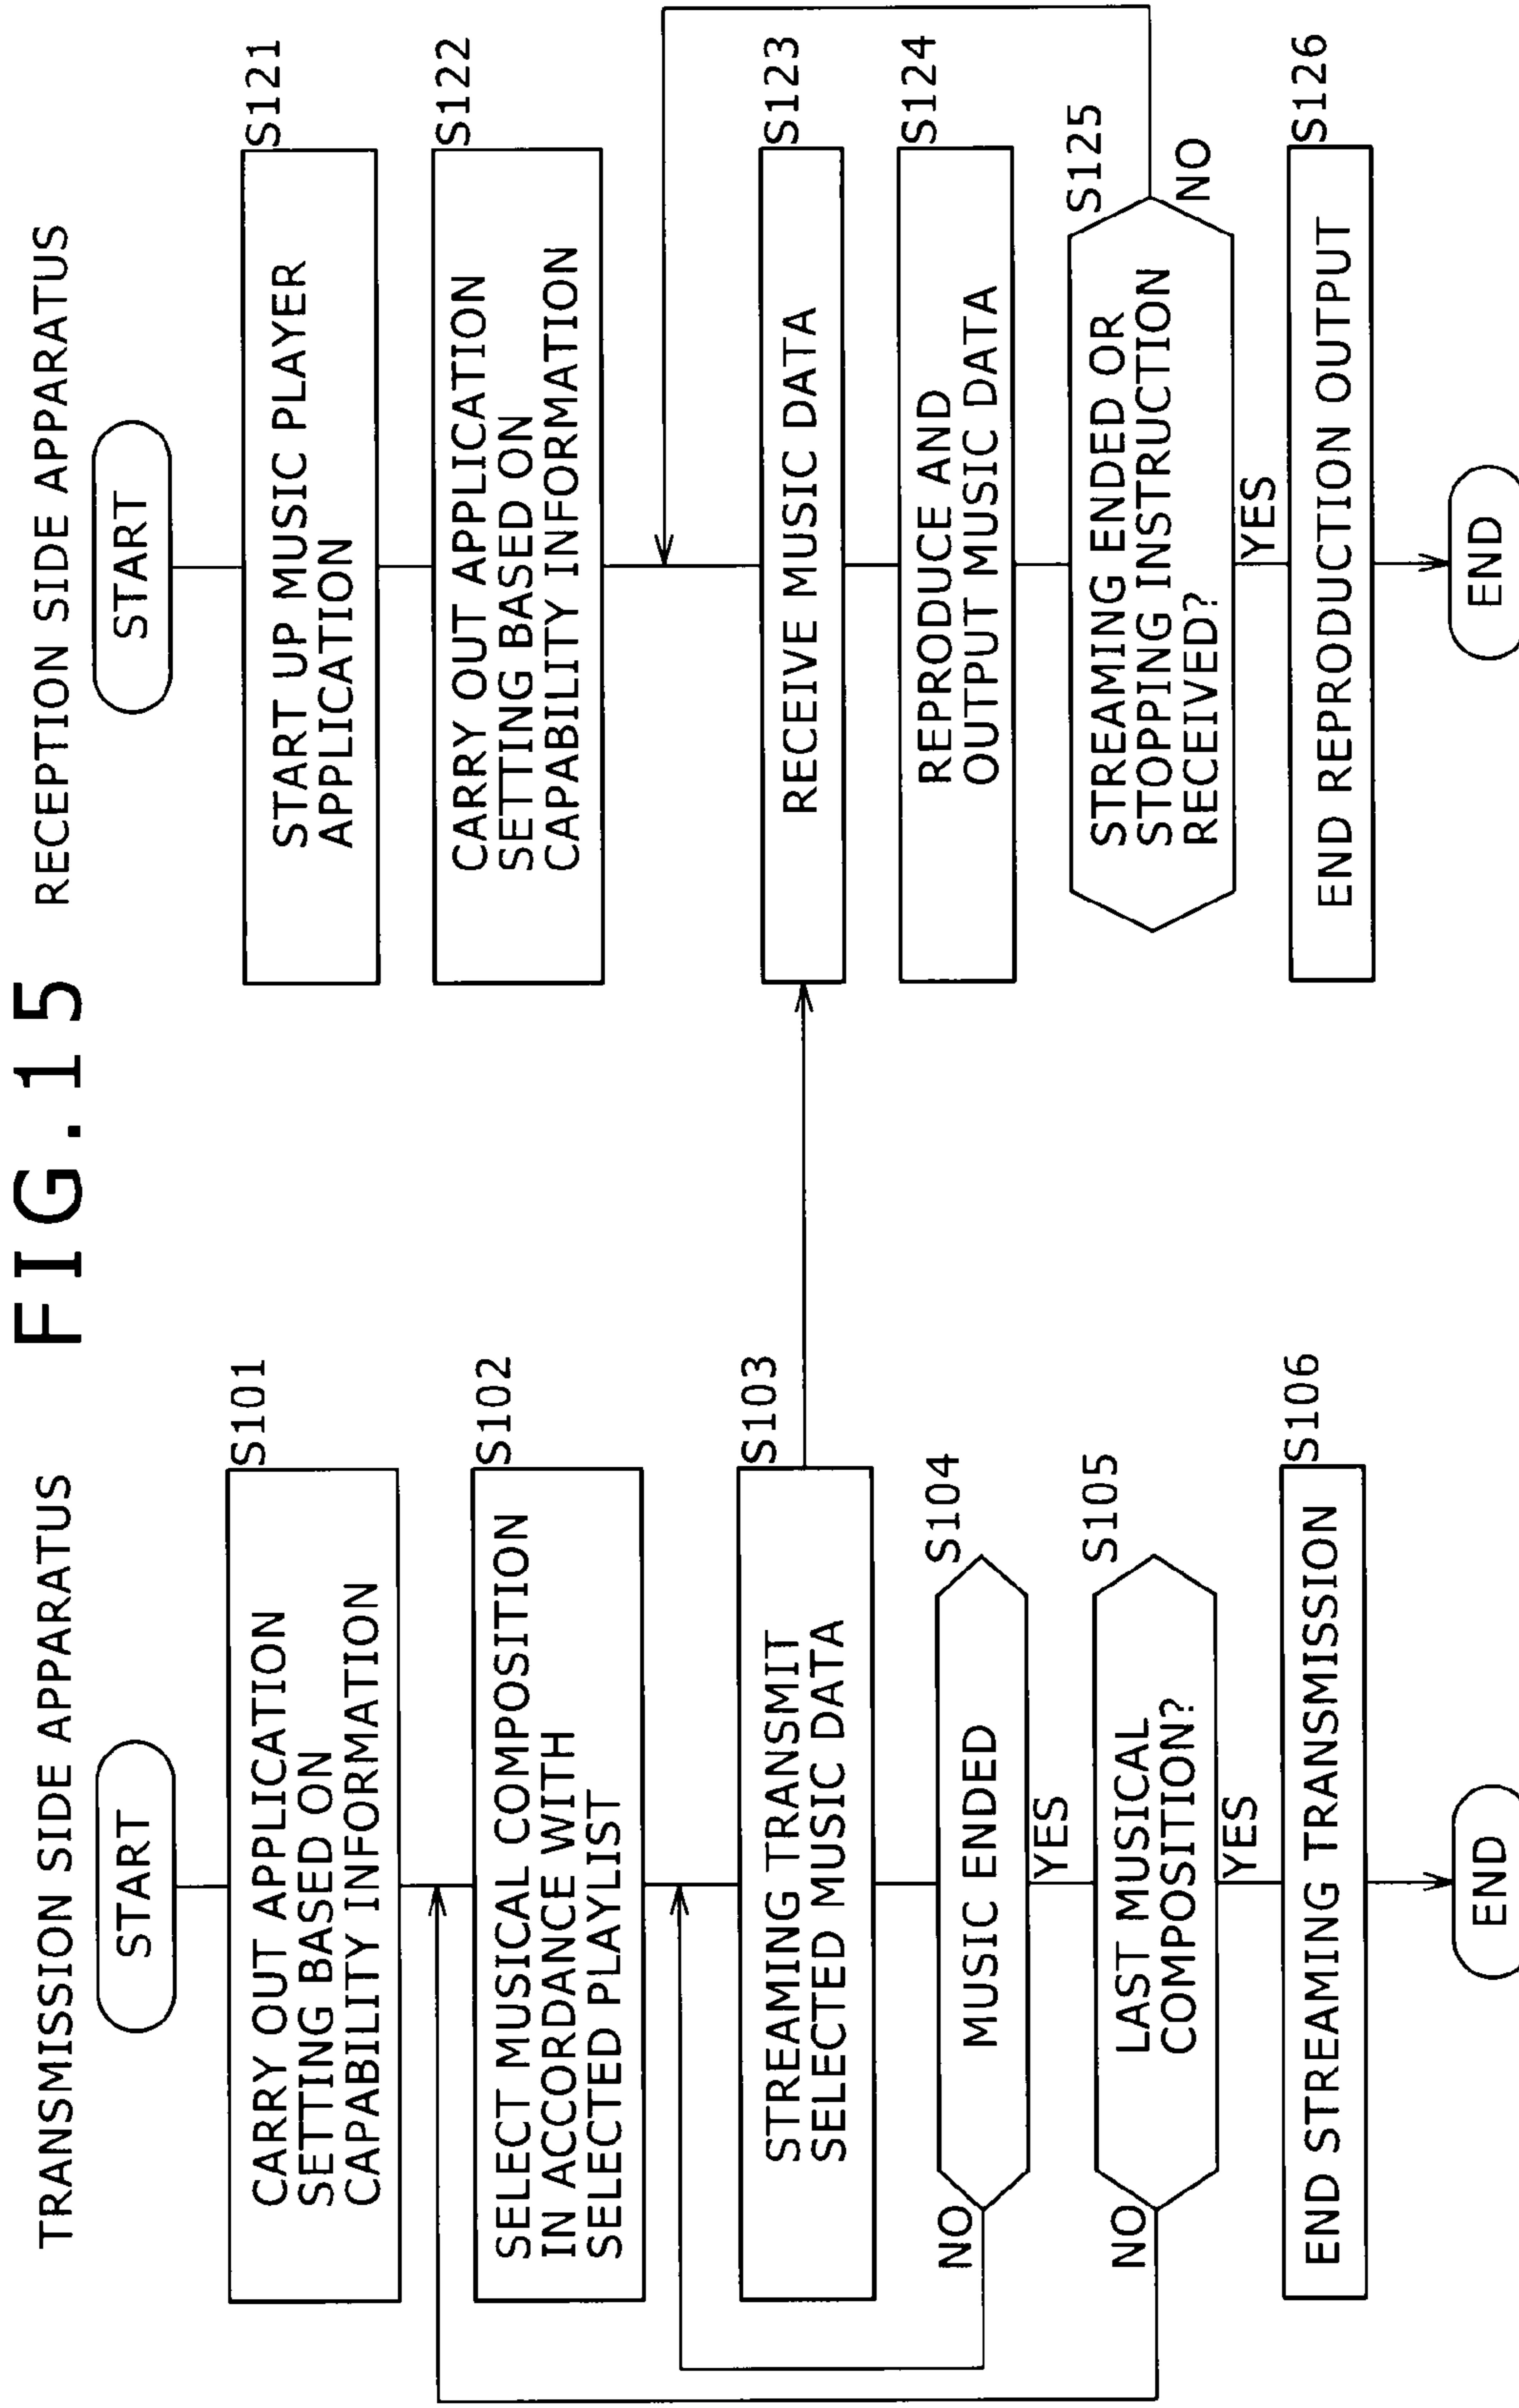 FIG.15
TRANSMISSION SIDE APPARATUS
START
S101
CARRY OUT APPLICATION
SETTING BASED ON
CAPABILITY INFORMATION
S102
SELECT MUSICAL COMPOSITION
IN ACCORDANCE WITH
SELECTED PLAYLIST
S103
STREAMING TRANSMIT
SELECTED MUSIC DATA
S104
MUSIC ENDED
NO
YES
S105
LAST MUSICAL
COMPOSITION?
NO
YES
S106
END STREAMING TRANSMISSION
END
RECEPTION SIDE APPARATUS
START
S121
START UP MUSIC PLAYER
APPLICATION
S122
CARRY OUT APPLICATION
SETTING BASED ON
CAPABILITY INFORMATION
S123
RECEIVE MUSIC DATA
S124
REPRODUCE AND
OUTPUT MUSIC DATA
S125
STREAMING ENDED OR
STOPPING INSTRUCTION
RECEIVED?
NO
YES
S126
END REPRODUCTION OUTPUT
END